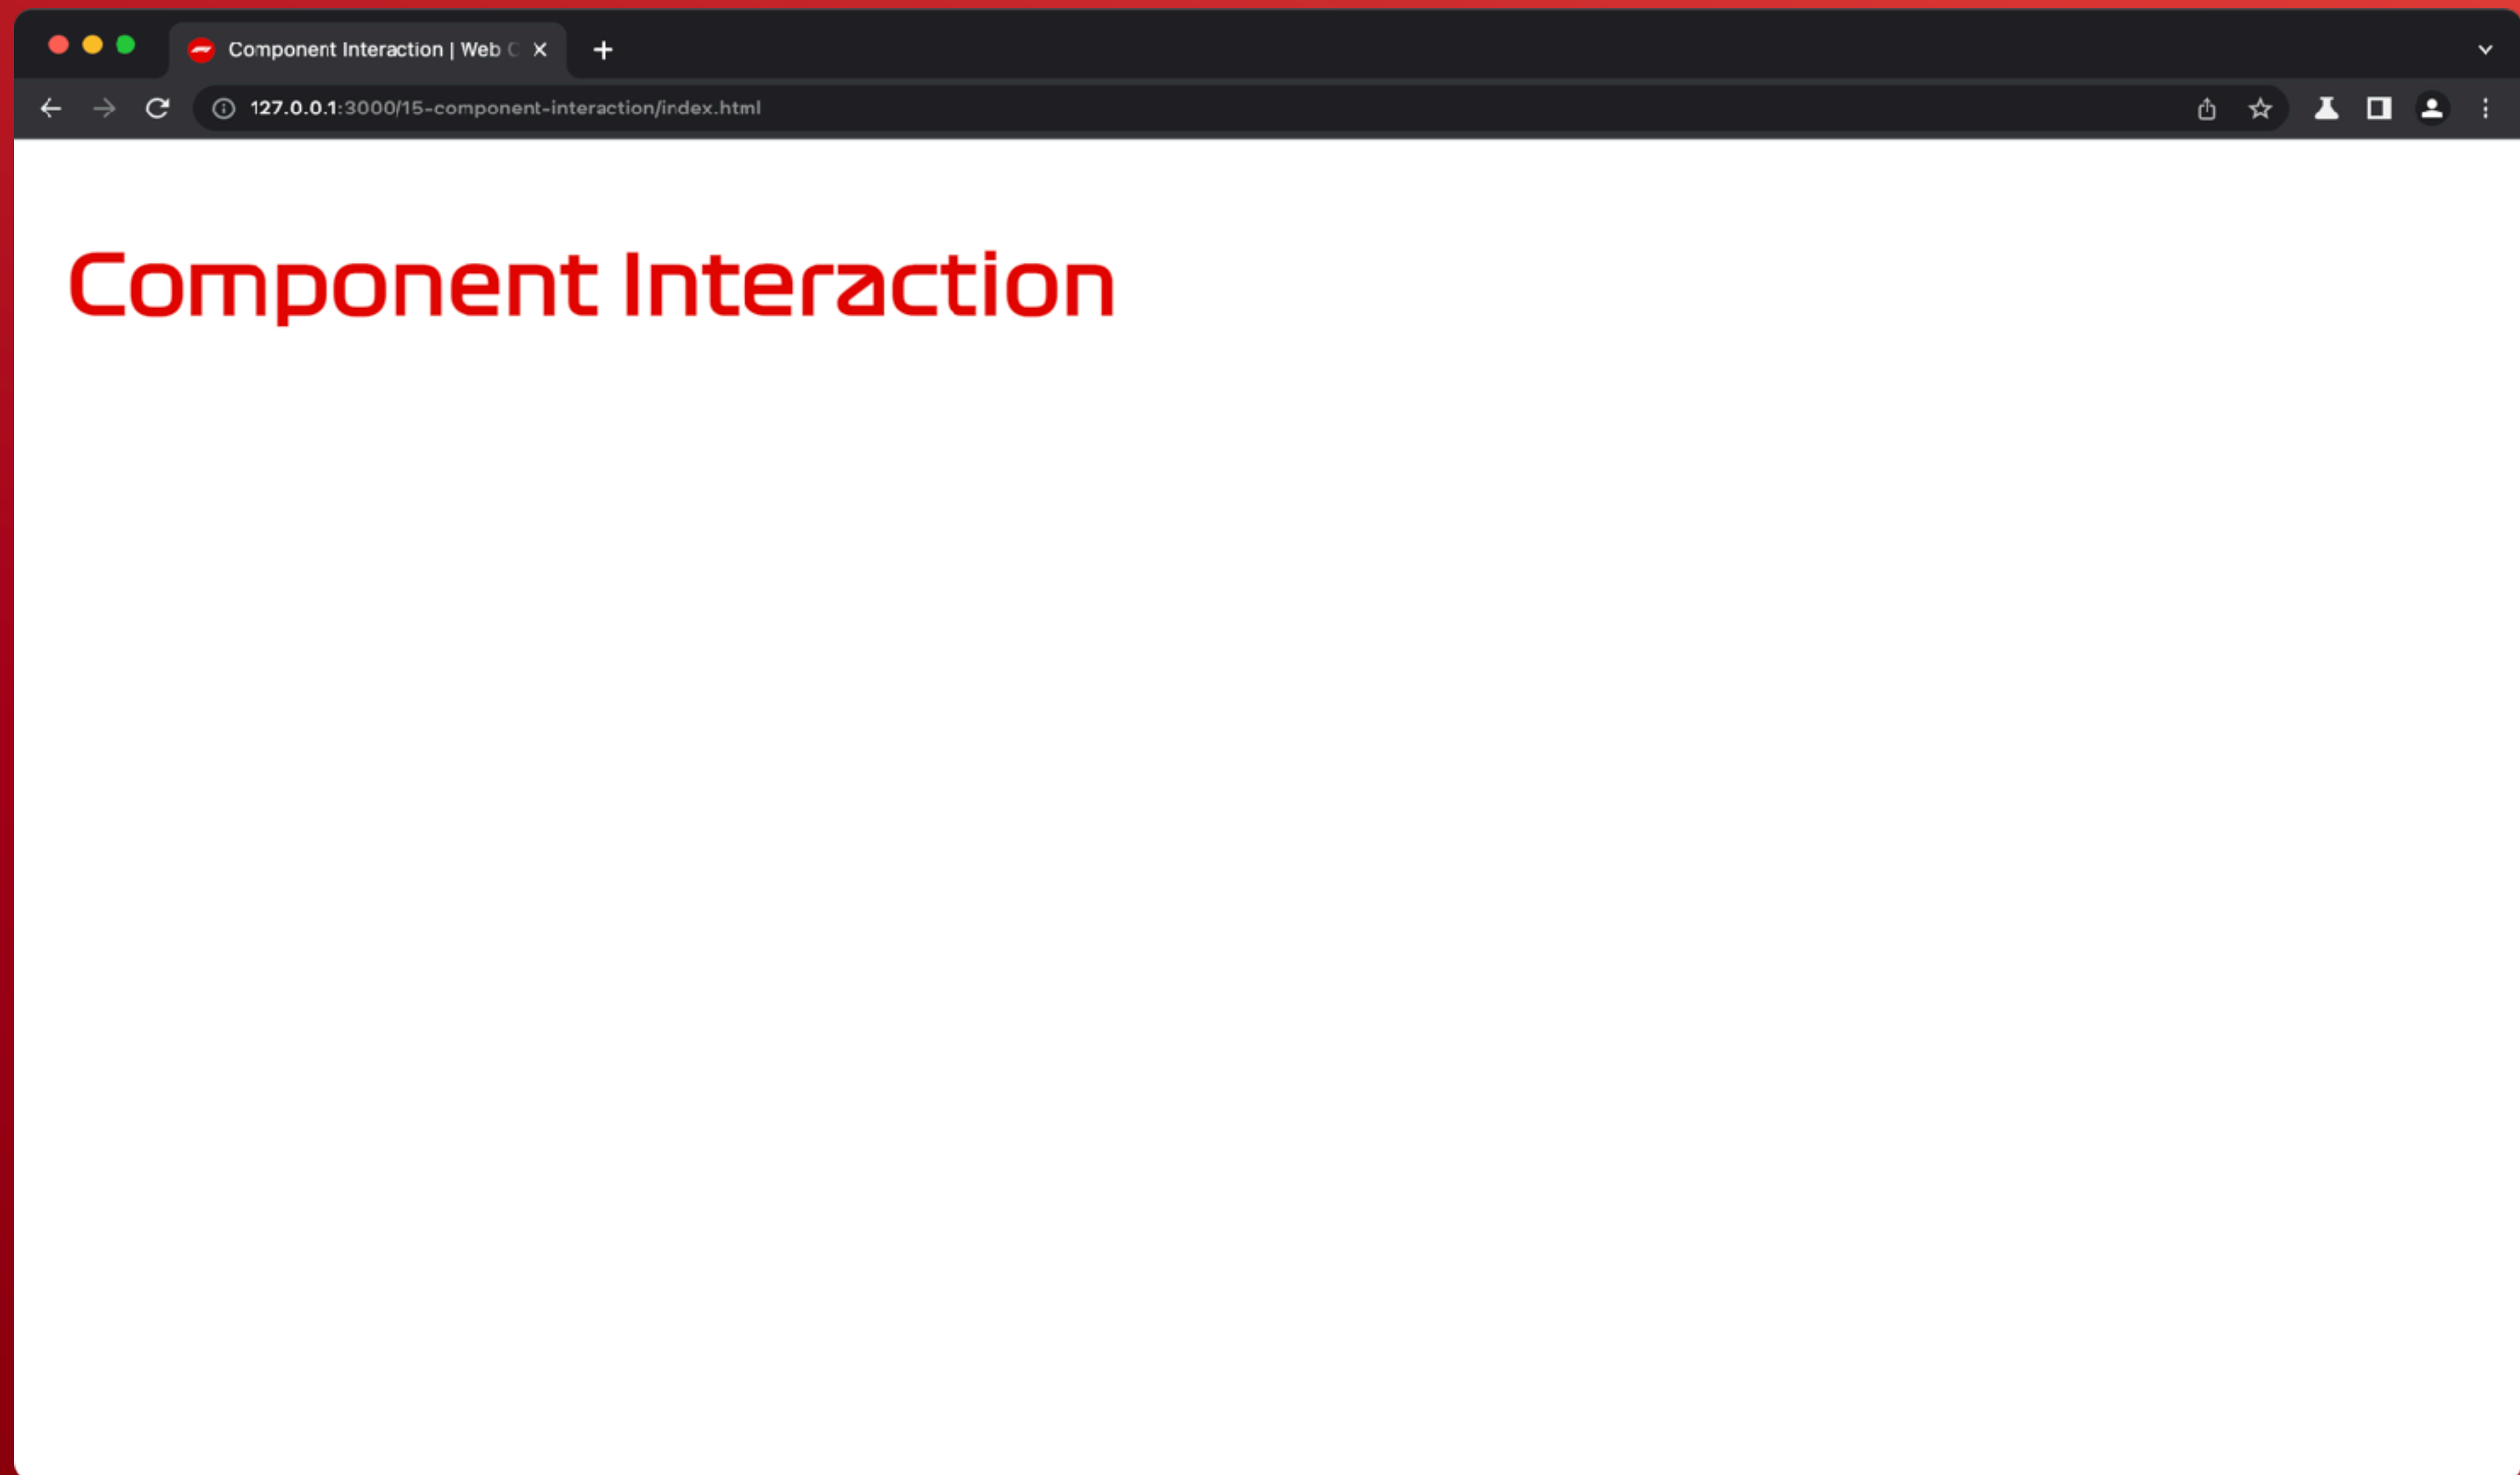 Component Interaction | Web C
127.0.0.1:3000/15-component-interaction/index.html
Component Interaction